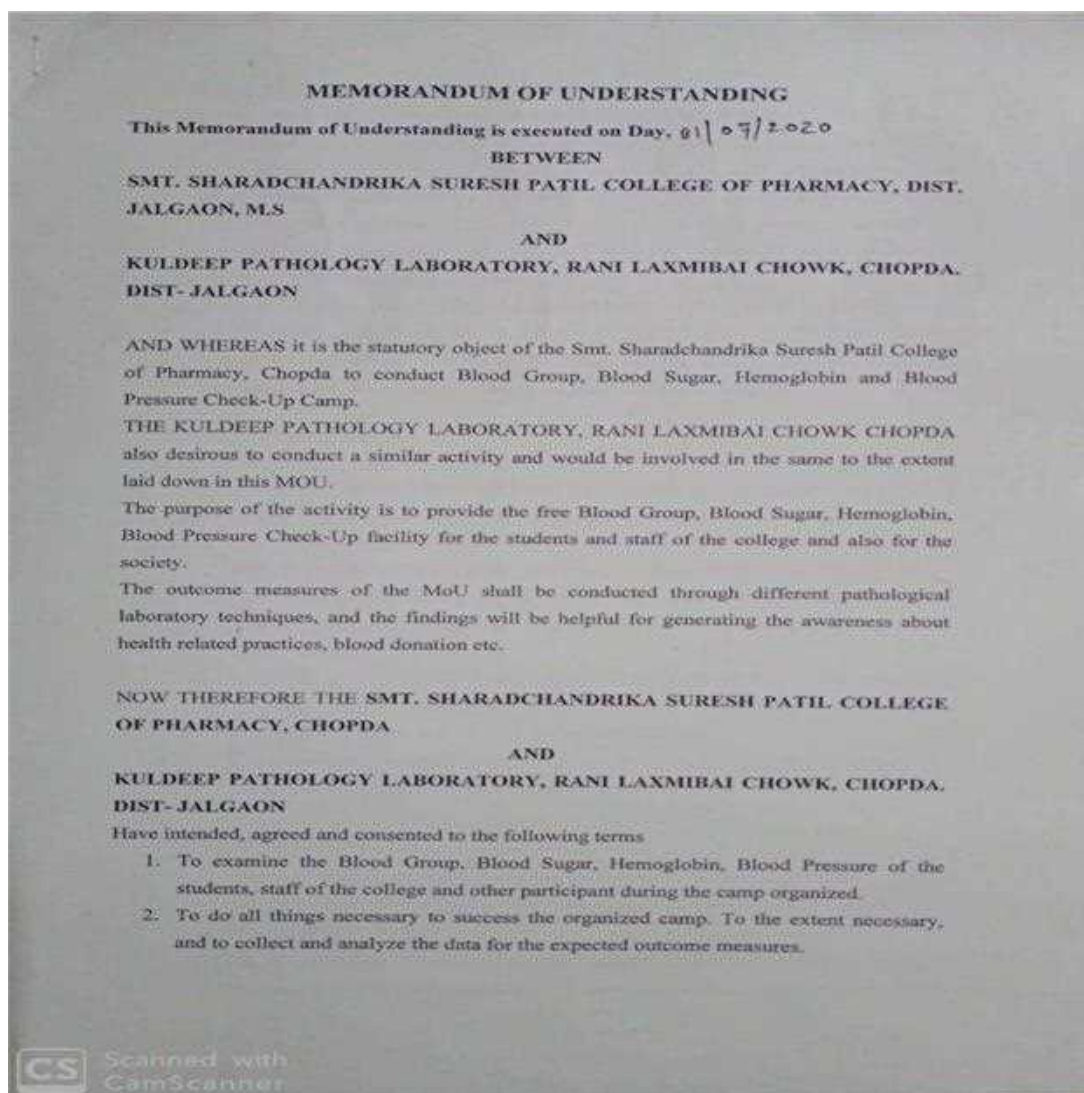 MEMORANDUM OF UNDERSTANDING
This Memorandum of Understanding is executed on Day, 01/07/2020
BETWEEN
SMT. SHARADCHANDRIKA SURESH PATIL COLLEGE OF PHARMACY, DIST.
JALGAON, M.S
AND
KULDEEP PATHOLOGY LABORATORY, RANI LAXMIBAI CHOWK, CHOPDA.
DIST- JALGAON
AND WHEREAS it is the statutory object of the Smt. Sharadchandrika Suresh Patil College
of Pharmacy, Chopda to conduct Blood Group, Blood Sugar, Hemoglobin and Blood
Pressure Check-Up Camp.
THE KULDEEP PATHOLOGY LABORATORY, RANI LAXMIBAI CHOWK CHOPDA
also desirous to conduct a similar activity and would be involved in the same to the extent
laid down in this MOU.
The purpose of the activity is to provide the free Blood Group, Blood Sugar, Hemoglobin,
Blood Pressure Check-Up facility for the students and staff of the college and also for the
society.
The outcome measures of the MoU shall be conducted through different pathological
laboratory techniques, and the findings will be helpful for generating the awareness about
health related practices, blood donation etc.
NOW THEREFORE THE SMT. SHARADCHANDRIKA SURESH PATIL COLLEGE
OF PHARMACY, CHOPDA
AND
KULDEEP PATHOLOGY LABORATORY, RANI LAXMIBAI CHOWK, CHOPDA.
DIST- JALGAON
Have intended, agreed and consented to the following terms
1. To examine the Blood Group, Blood Sugar, Hemoglobin, Blood Pressure of the
students, staff of the college and other participant during the camp organized.
2. To do all things necessary to success the organized camp. To the extent necessary,
and to collect and analyze the data for the expected outcome measures.
CS Scanned with
CamScanner